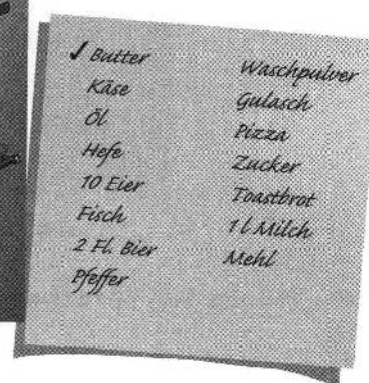 ✓ Butter
Käse
Öl
Hefe
10 Eier
Fisch
2 Fl. Bier
Pfeffer
Waschpulver
Gulasch
Pizza
Zucker
Toastbrot
1 l Milch
Mehl